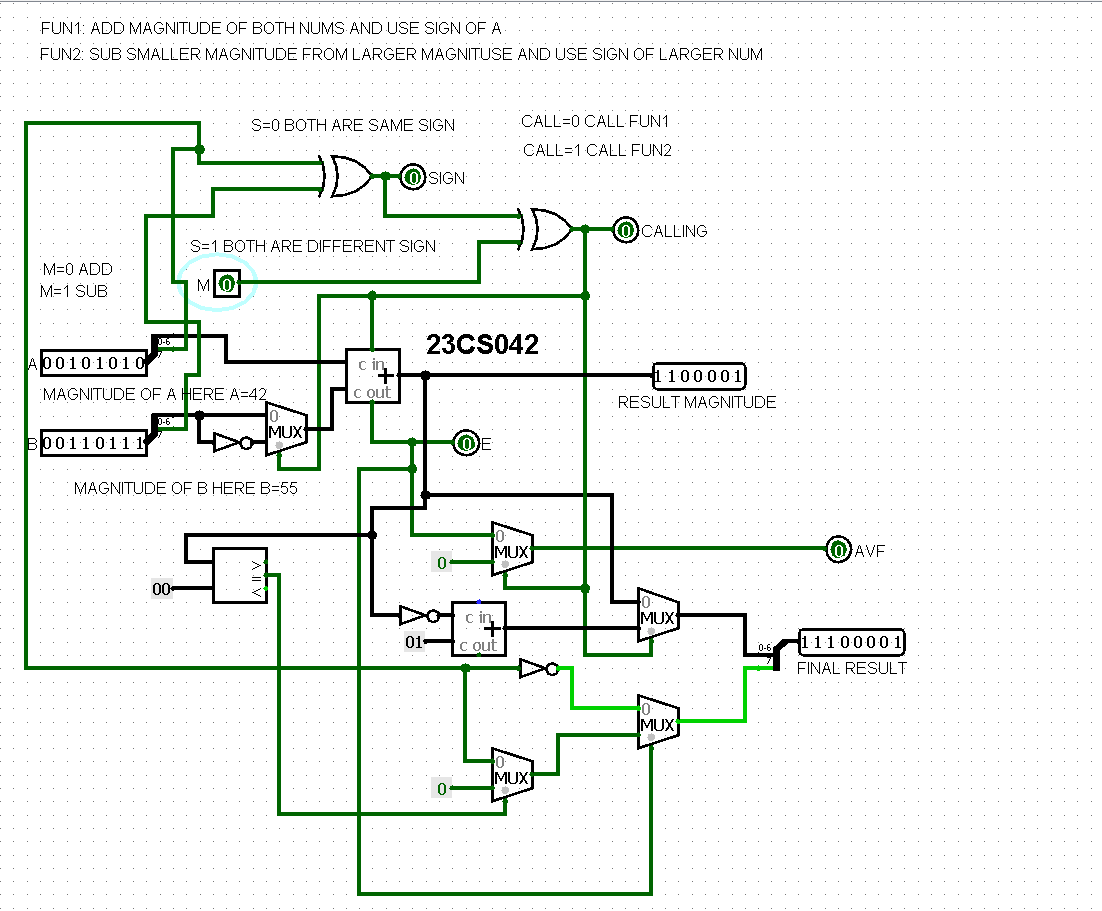 FUN1: ADD MAGNITUDE OF BOTH NUMS AND USE SIGN OF A
FUN2: SUB SMALLER MAGNITUDE FROM LARGER MAGNITUSE AND USE SIGN OF LARGER NUM
S=0 BOTH ARE SAME SIGN
CALL=0 CALL FUN1
CALL=1 CALL FUN2
0 SIGN
0 CALLING
S=1 BOTH ARE DIFFERENT SIGN
M=0 ADD
M=1 SUB
M 0
23CS042
A 00101010
0-6
7
c in
+
c out
1100001
RESULT MAGNITUDE
MAGNITUDE OF A HERE A=42
B 00110111
0-6
7
0
MUX
0 E
MAGNITUDE OF B HERE B=55
0
MUX
0
0 AVF
>
=
<
00
c in
+
c out
01
0
MUX
0-6
7
11100001
FINAL RESULT
0
MUX
0
MUX
0